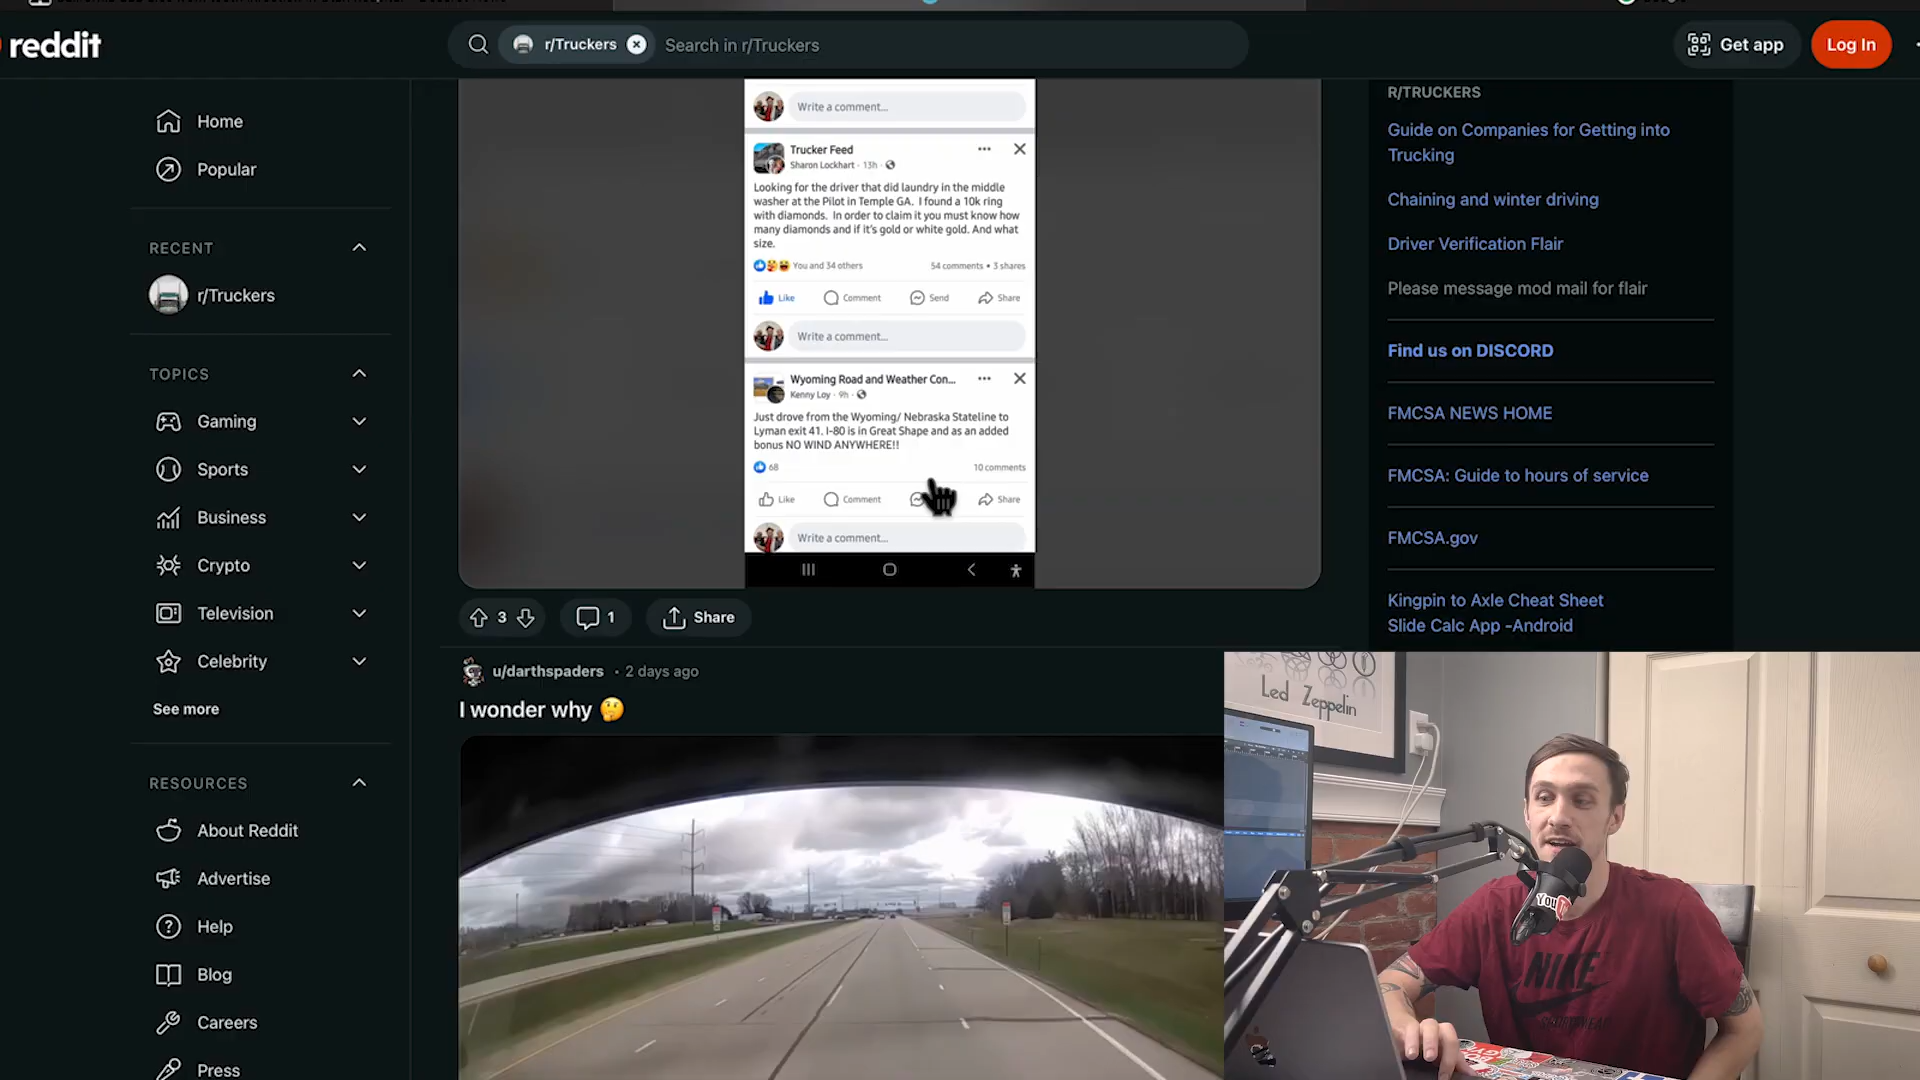 reddit
r/Truckers
Search in r/Truckers
Get app
Log In
Home
Popular
RECENT
r/Truckers
TOPICS
Gaming
Sports
Business
Crypto
Television
Celebrity
See more
RESOURCES
About Reddit
Advertise
Help
Blog
Careers
Press
Write a comment...
Trucker Feed
Sharon Lockhart · 13h ·
Looking for the driver that did laundry in the middle
washer at the Pilot in Temple GA. I found a 10k ring
with diamonds. In order to claim it you must know how
many diamonds and if it's gold or white gold. And what
size.
You and 34 others
54 comments • 3 shares
Like
Comment
Send
Share
Write a comment...
Wyoming Road and Weather Con...
Kenny Loy · 9h ·
Just drove from the Wyoming/ Nebraska Stateline to
Lyman exit 41. I-80 is in Great Shape and as an added
bonus NO WIND ANYWHERE!!
68
10 comments
Like
Comment
Share
Write a comment...
3
1
Share
u/darthspaders · 2 days ago
I wonder why 🤔
R/TRUCKERS
Guide on Companies for Getting into
Trucking
Chaining and winter driving
Driver Verification Flair
Please message mod mail for flair
Find us on DISCORD
FMCSA NEWS HOME
FMCSA: Guide to hours of service
FMCSA.gov
Kingpin to Axle Cheat Sheet
Slide Calc App -Android
Led Zeppelin
YouT
NIKE